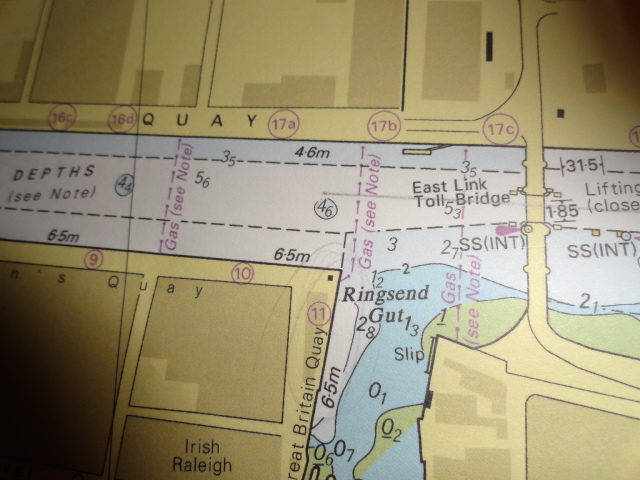 16c
16d
QUAY
17a
17b
17c
DEPTHS
(see Note)
4₄
5₆
3₅
4·6m
4₆
3₅
31·5
East Link
Toll Bridge
5₃
1·85
Lifting
(close
Gas (see Note)
Gas (see Note)
Gas (see Note)
6·5m
6·5m
3
2₇
SS(INT)
SS(INT)
9
10
n's Quay
11
1₂
2
Ringsend
Gut
2₈
1₃
1
2₁
Slip
6·5m
reat Britain Quay
0₁
0₂
0₆
0₇
Irish
Raleigh